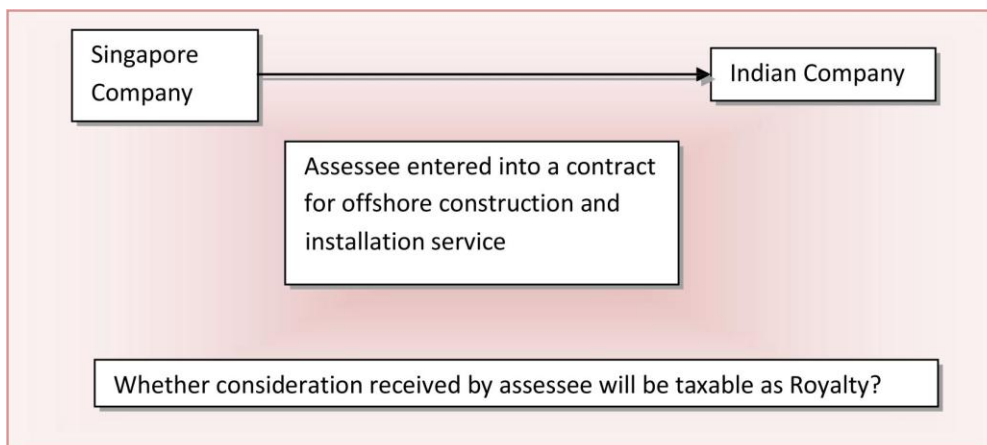 Singapore
Company
Indian Company
Assessee entered into a contract
for offshore construction and
installation service
Whether consideration received by assessee will be taxable as Royalty?